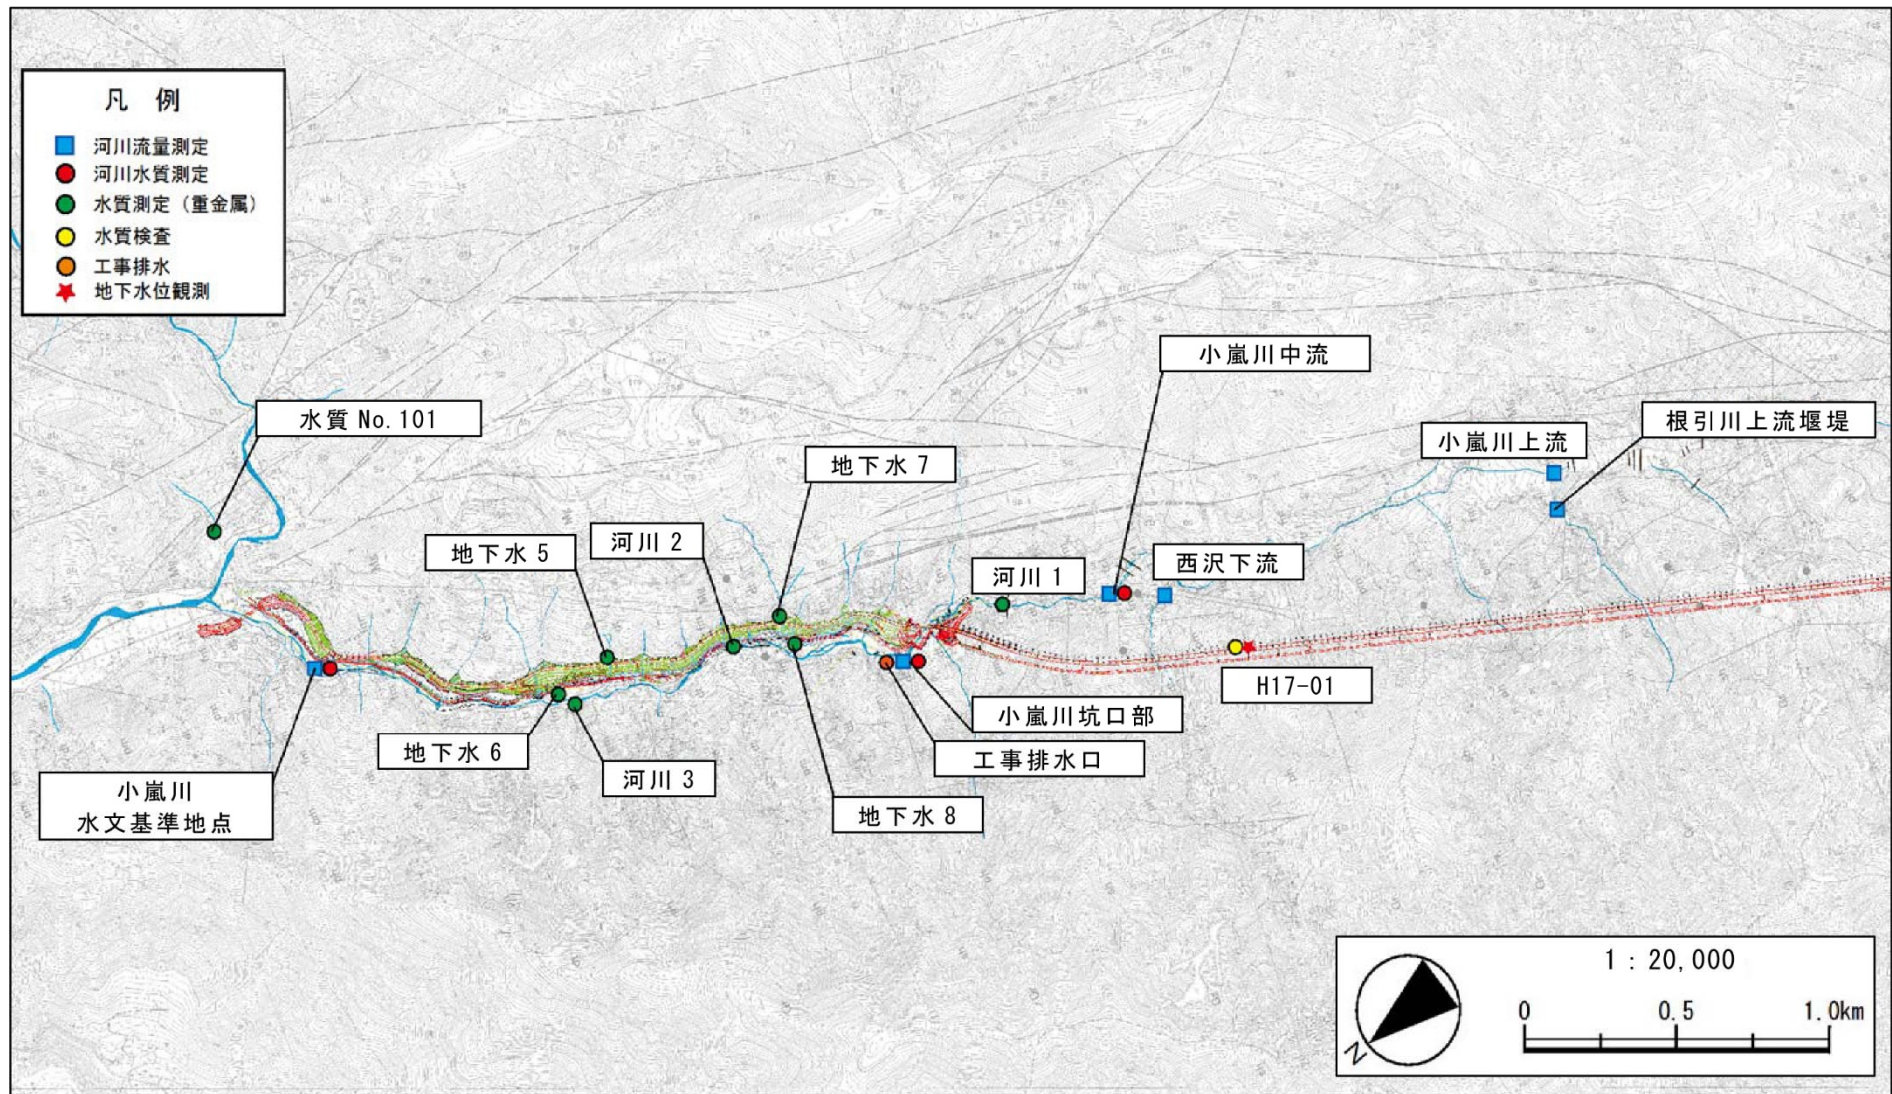 凡 例
河川流量測定
河川水質測定
水質測定（重金属）
水質検査
工事排水
地下水位観測
小嵐川中流
水質 No. 101
根引川上流堰堤
小嵐川上流
地下水 7
河川 2
地下水 5
西沢下流
河川 1
H17-01
小嵐川坑口部
地下水 6
工事排水口
河川 3
小嵐川
水文基準地点
地下水 8
1 : 20,000
0 0.5 1.0km
N